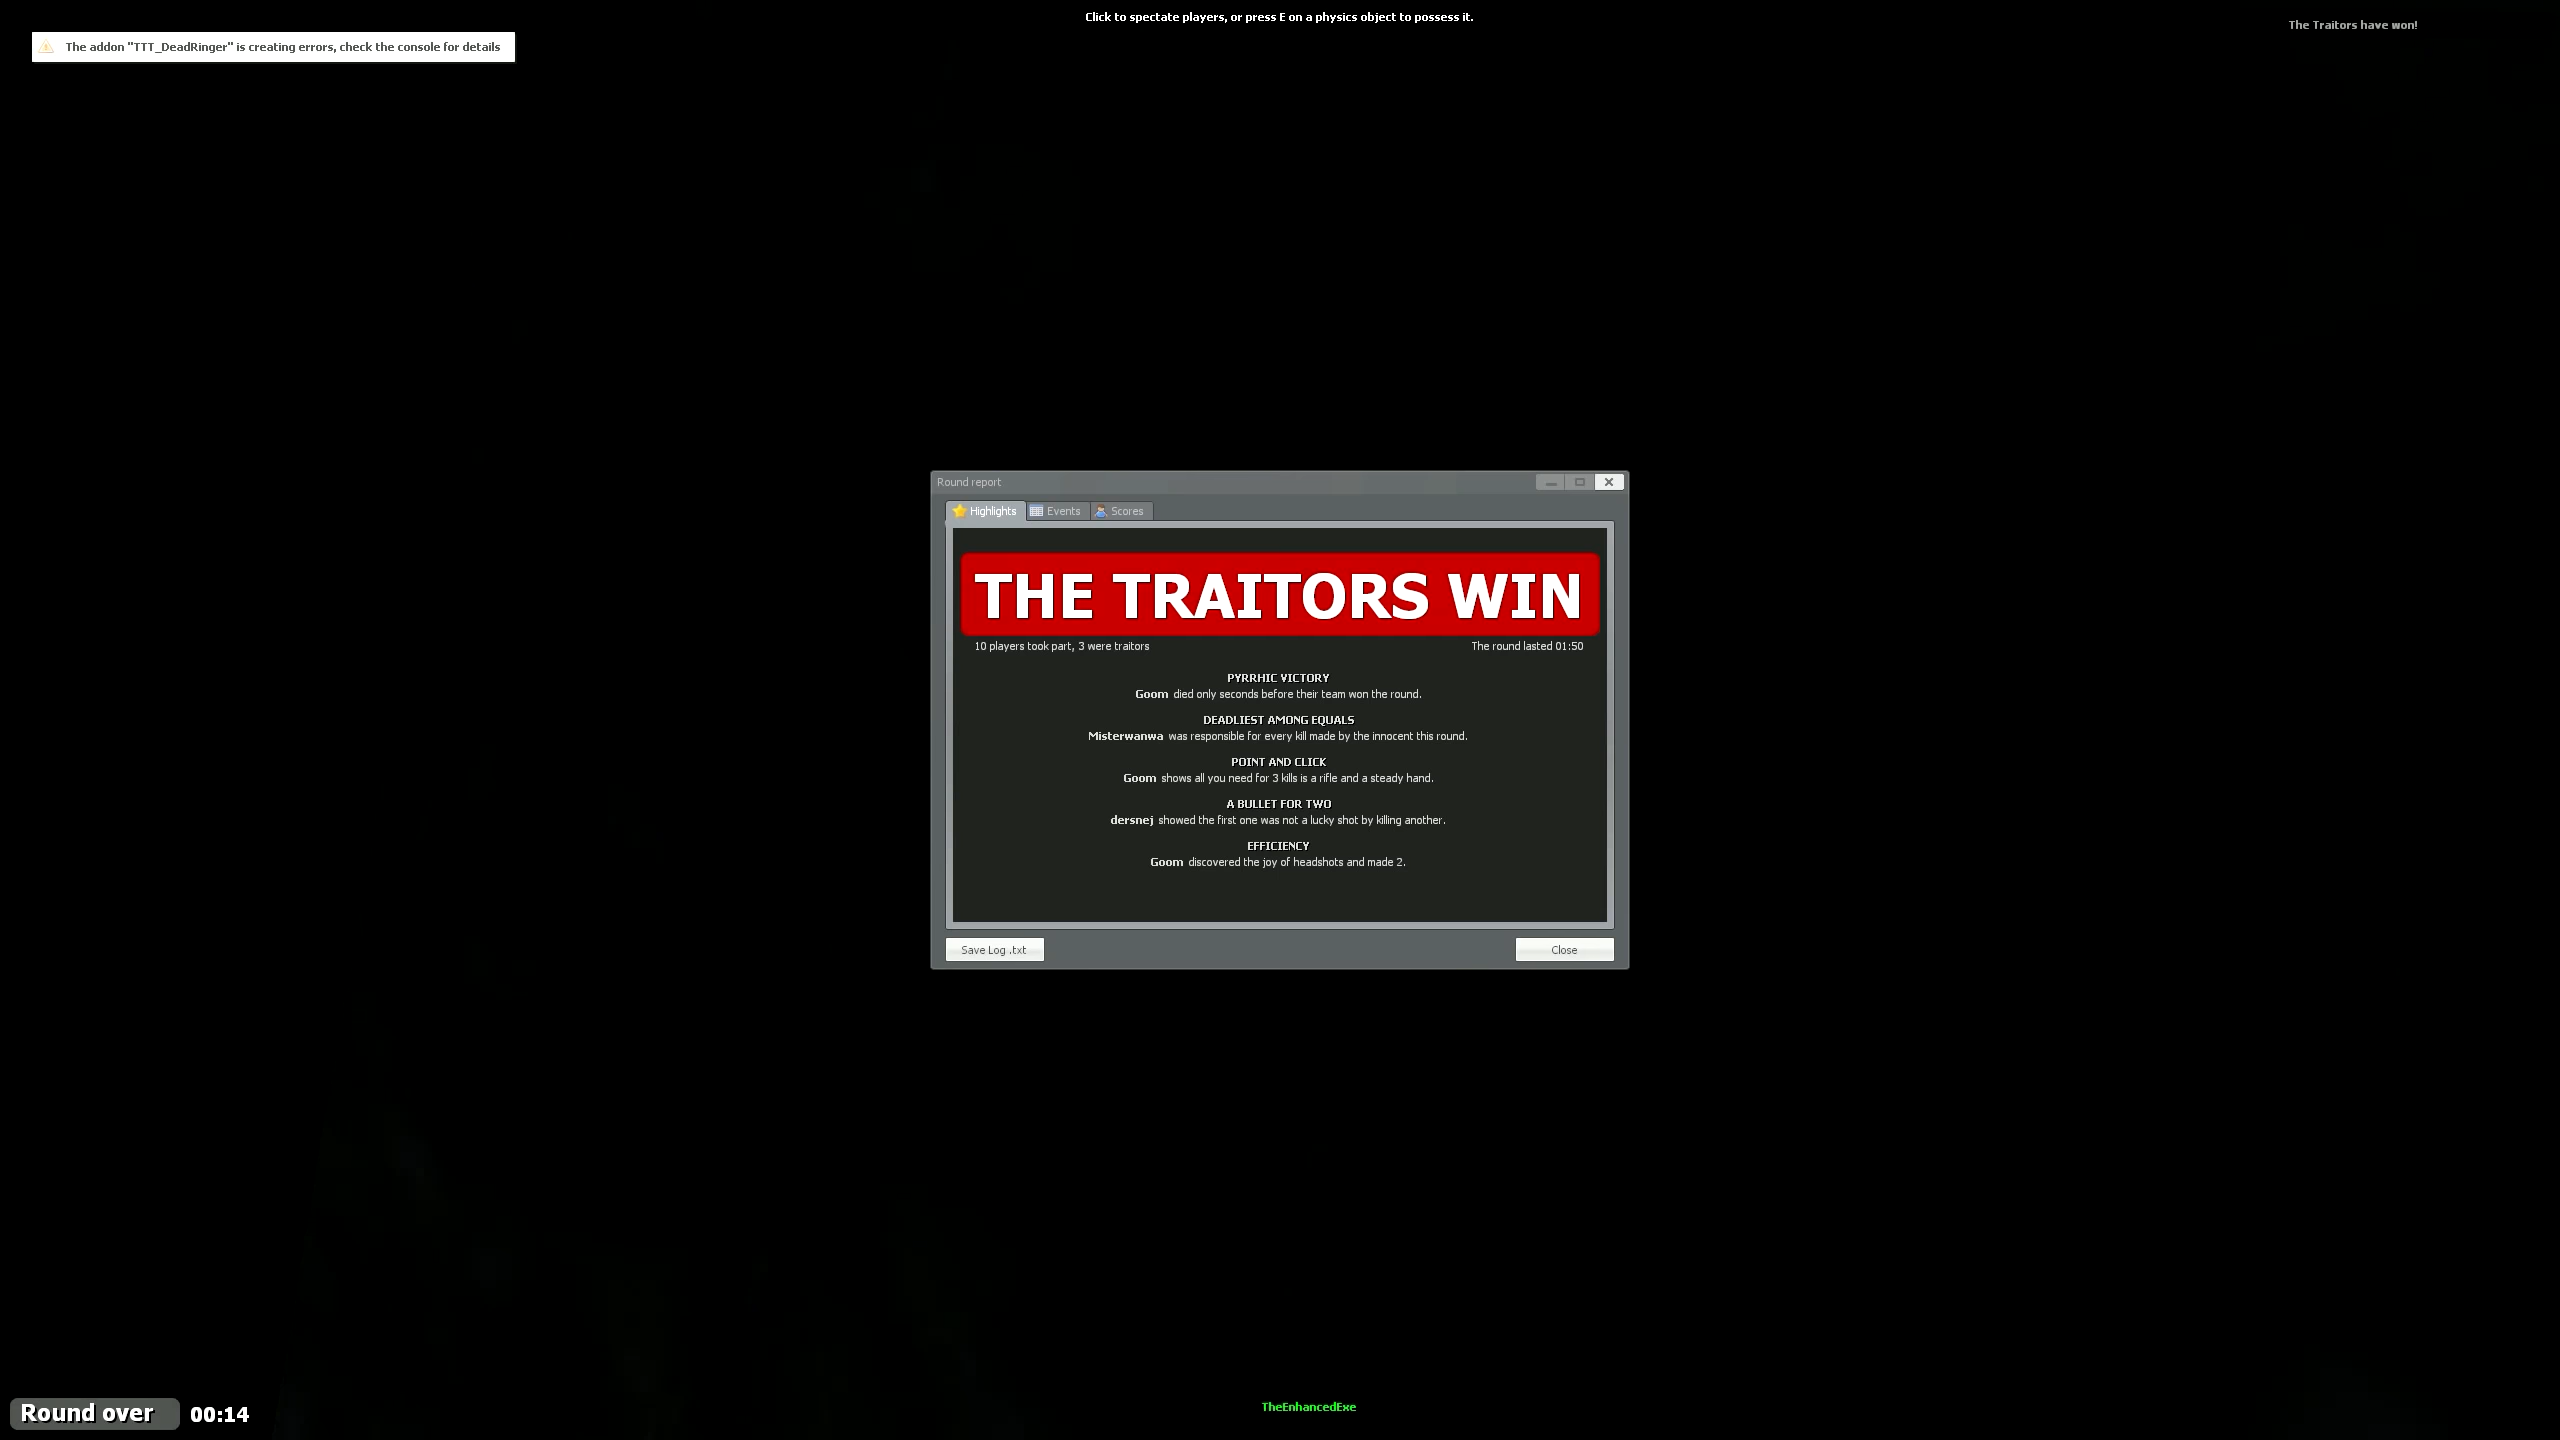 Click to spectate players, or press E on a physics object to possess it.
The Traitors have won!
The addon "TTT_DeadRinger" is creating errors, check the console for details
Round report
Highlights
Events
Scores
THE TRAITORS WIN
10 players took part, 3 were traitors
The round lasted 01:50
PYRRHIC VICTORY
Goom died only seconds before their team won the round.
DEADLIEST AMONG EQUALS
Misterwanwa was responsible for every kill made by the innocent this round.
POINT AND CLICK
Goom shows all you need for 3 kills is a rifle and a steady hand.
A BULLET FOR TWO
dersnej showed the first one was not a lucky shot by killing another.
EFFICIENCY
Goom discovered the joy of headshots and made 2.
Save Log .txt
Close
Round over 00:14
TheEnhancedExe